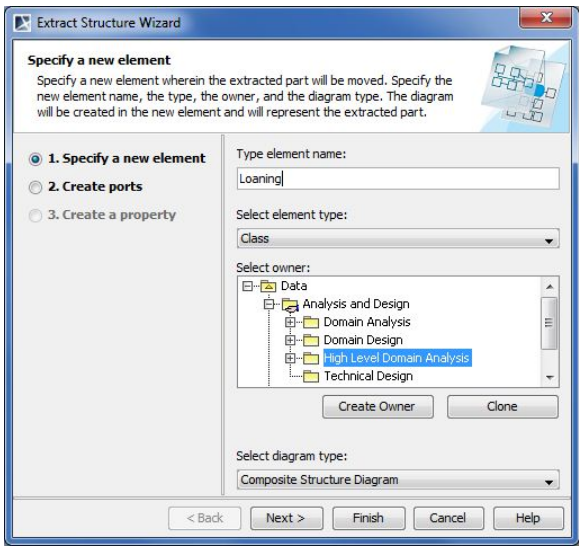 Extract Structure Wizard
Specify a new element
Specify a new element wherein the extracted part will be moved. Specify the
new element name, the type, the owner, and the diagram type. The diagram
will be created in the new element and will represent the extracted part.
1. Specify a new element
2. Create ports
3. Create a property
Type element name:
Loaning
Select element type:
Class
Select owner:
Data
Analysis and Design
Domain Analysis
Domain Design
High Level Domain Analysis
Technical Design
Create Owner
Clone
Select diagram type:
Composite Structure Diagram
< Back
Next >
Finish
Cancel
Help